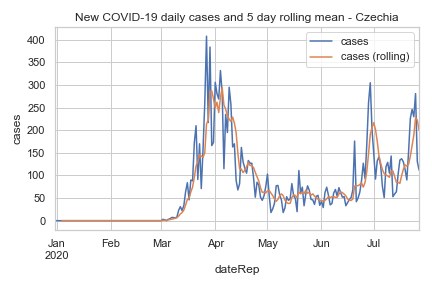 New COVID-19 daily cases and 5 day rolling mean - Czechia
cases
cases (rolling)
400
350
300
250
200
150
100
50
0
cases
Jan
2020
Feb
Mar
Apr
May
Jun
Jul
dateRep